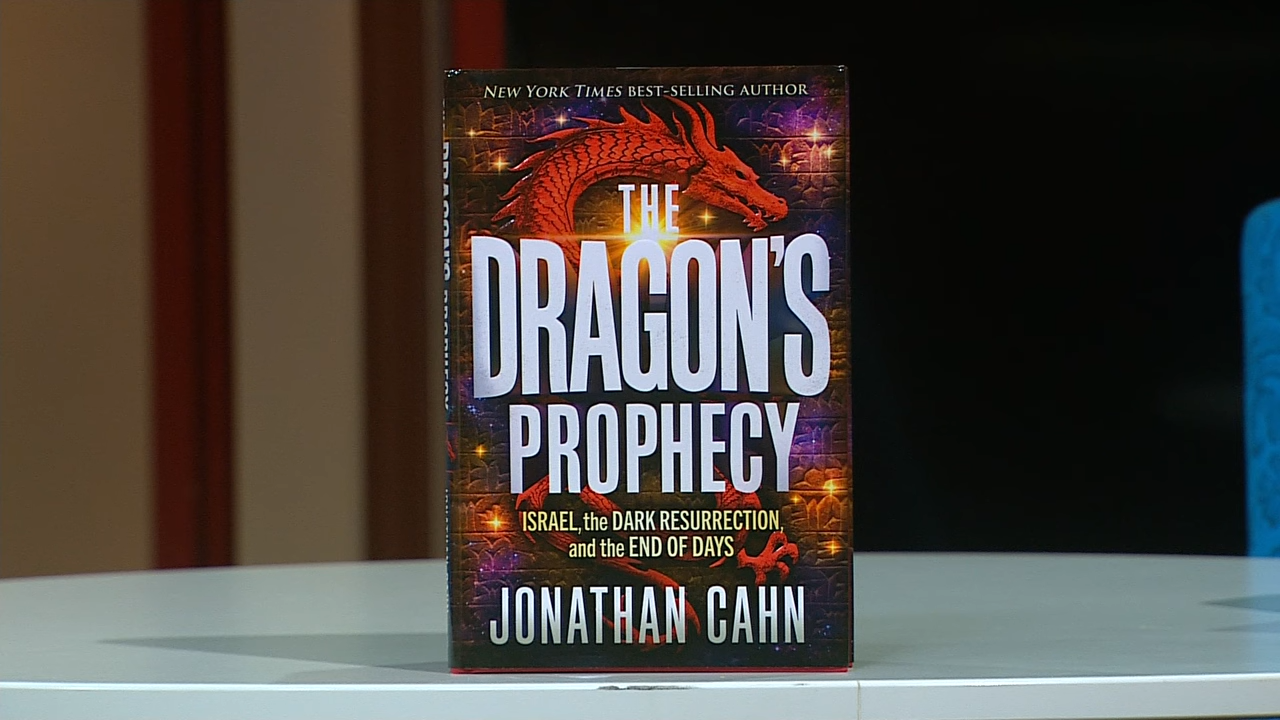 NEW YORK TIMES BEST-SELLING AUTHOR
THE
DRAGON'S
PROPHECY
ISRAEL, the DARK RESURRECTION,
and the END OF DAYS
JONATHAN CAHN